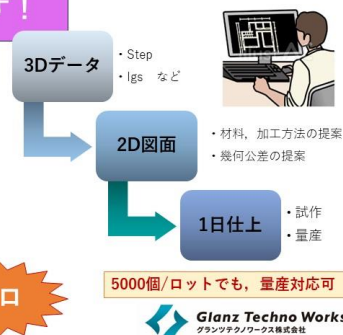 す！
3Dデータ
・Step
・Igs など
2D図面
・材料，加工方法の提案
・幾何公差の提案
1日仕上
・試作
・量産
5000個/ロットでも，量産対応可
ロ
Glanz Techno Works
グランツテクノワークス株式会社